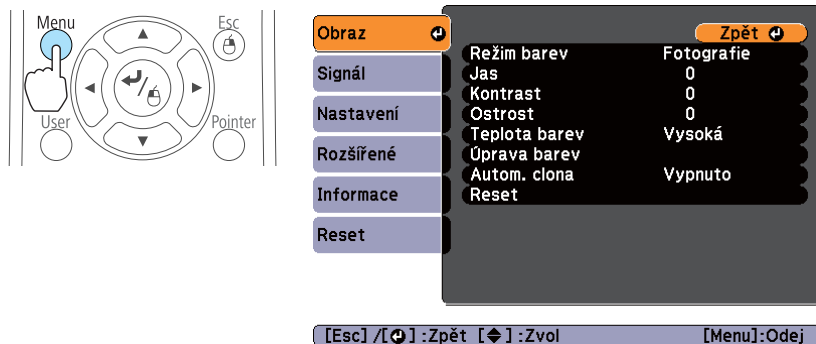 Menu
Esc
User
Pointer
Obraz
Signál
Nastavení
Rozšířené
Informace
Reset
Zpět
Režim barev Fotografie
Jas 0
Kontrast 0
Ostrost 0
Teplota barev Vysoká
Úprava barev
Autom. clona Vypnuto
Reset
[Esc] /[ ] :Zpět [ ] :Zvol [Menu]:Odej